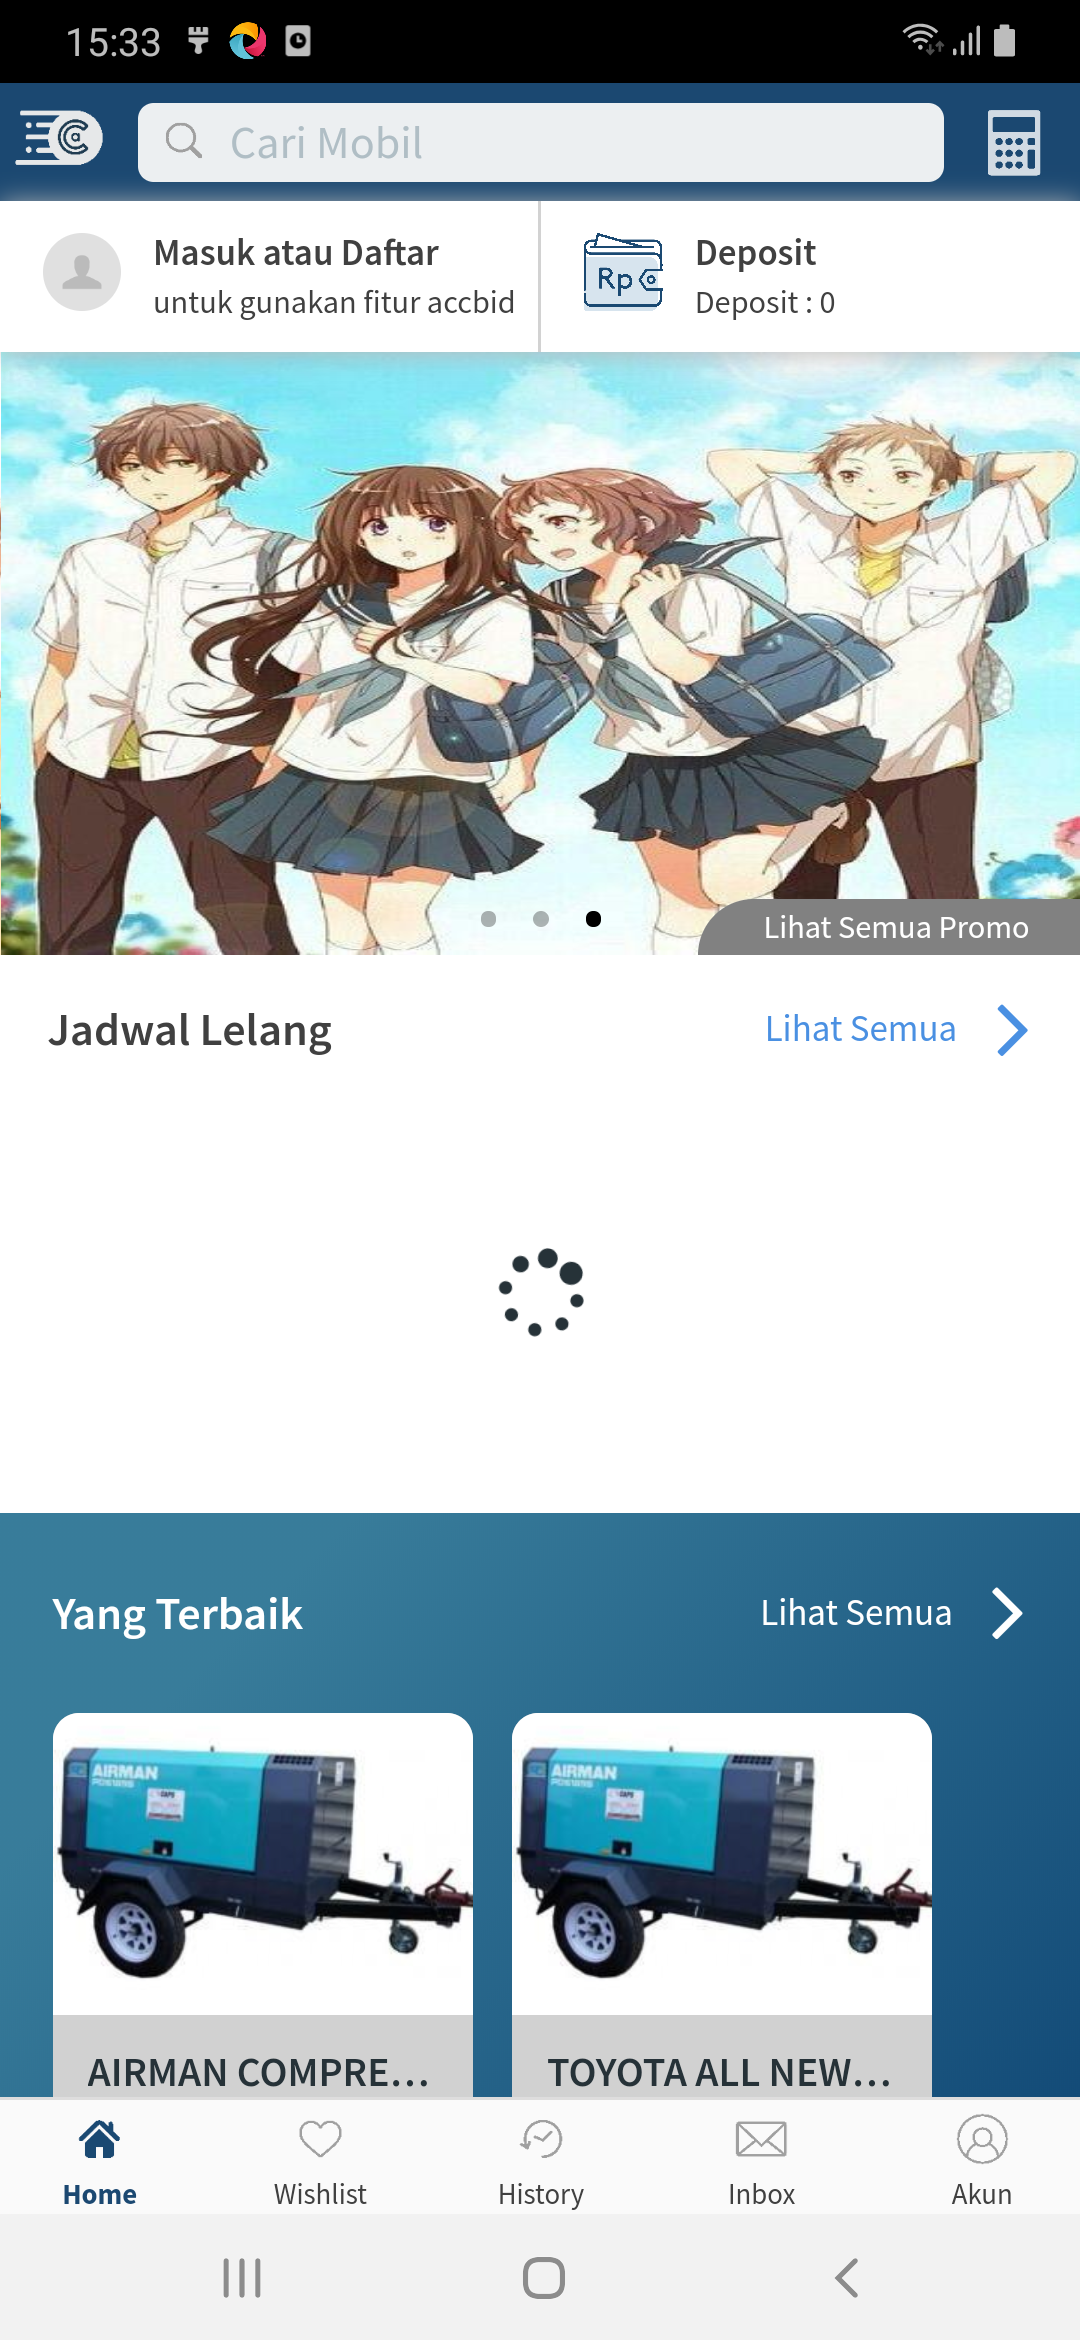 15:33
Cari Mobil
Masuk atau Daftar
untuk gunakan fitur accbid
Rp
Deposit
Deposit : 0
Lihat Semua Promo
Jadwal Lelang
Lihat Semua
Yang Terbaik
Lihat Semua
AIRMAN
AIRMAN
AIRMAN COMPRE...
TOYOTA ALL NEW...
Home
Wishlist
History
Inbox
Akun